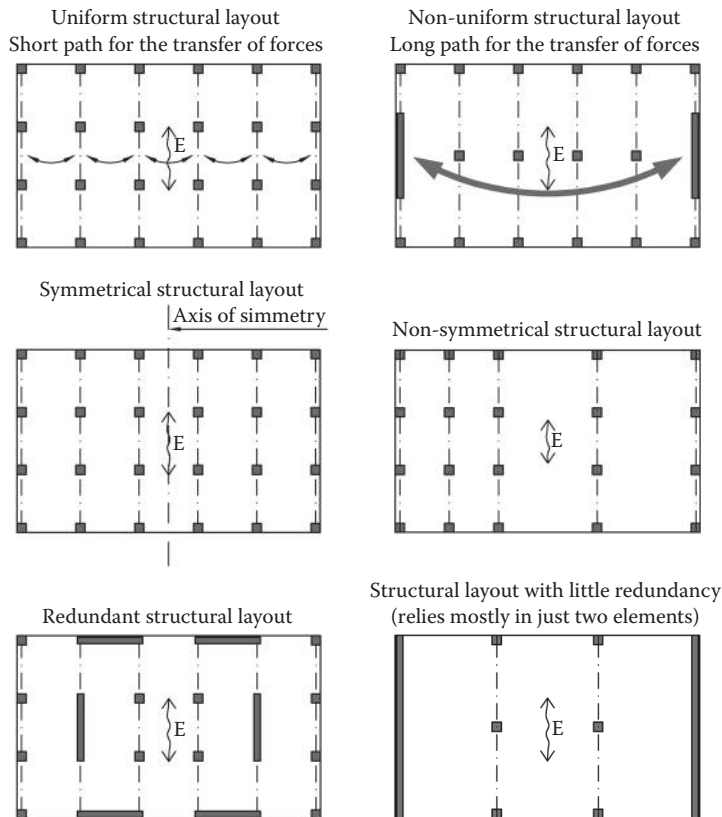 Uniform structural layout
Short path for the transfer of forces
E
Non-uniform structural layout
Long path for the transfer of forces
E
Symmetrical structural layout
Axis of simmetry
E
Non-symmetrical structural layout
E
Redundant structural layout
E
Structural layout with little redundancy
(relies mostly in just two elements)
E